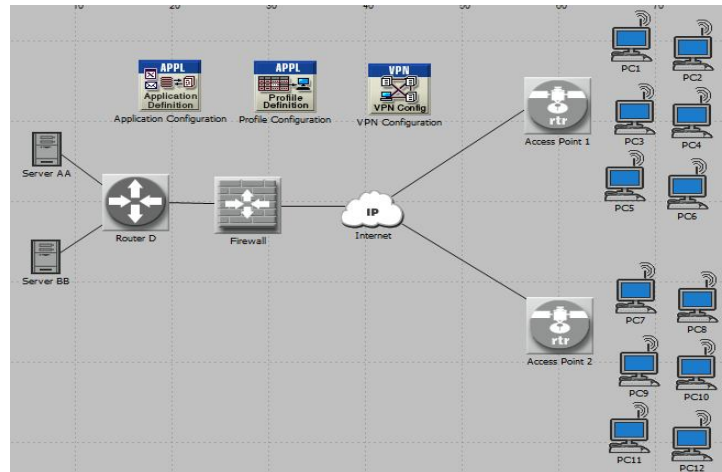 10
20
30
40
50
60
70
PC1
PC2
APPL
Application
Definition
Application Configuration
APPL
Profile
Definition
Profile Configuration
VPN
VPN Config
VPN Configuration
rtr
Access Point 1
PC3
PC4
Server AA
PC5
PC6
Router D
Firewall
IP
Internet
Server BB
PC7
PC8
rtr
Access Point 2
PC9
PC10
PC11
PC12